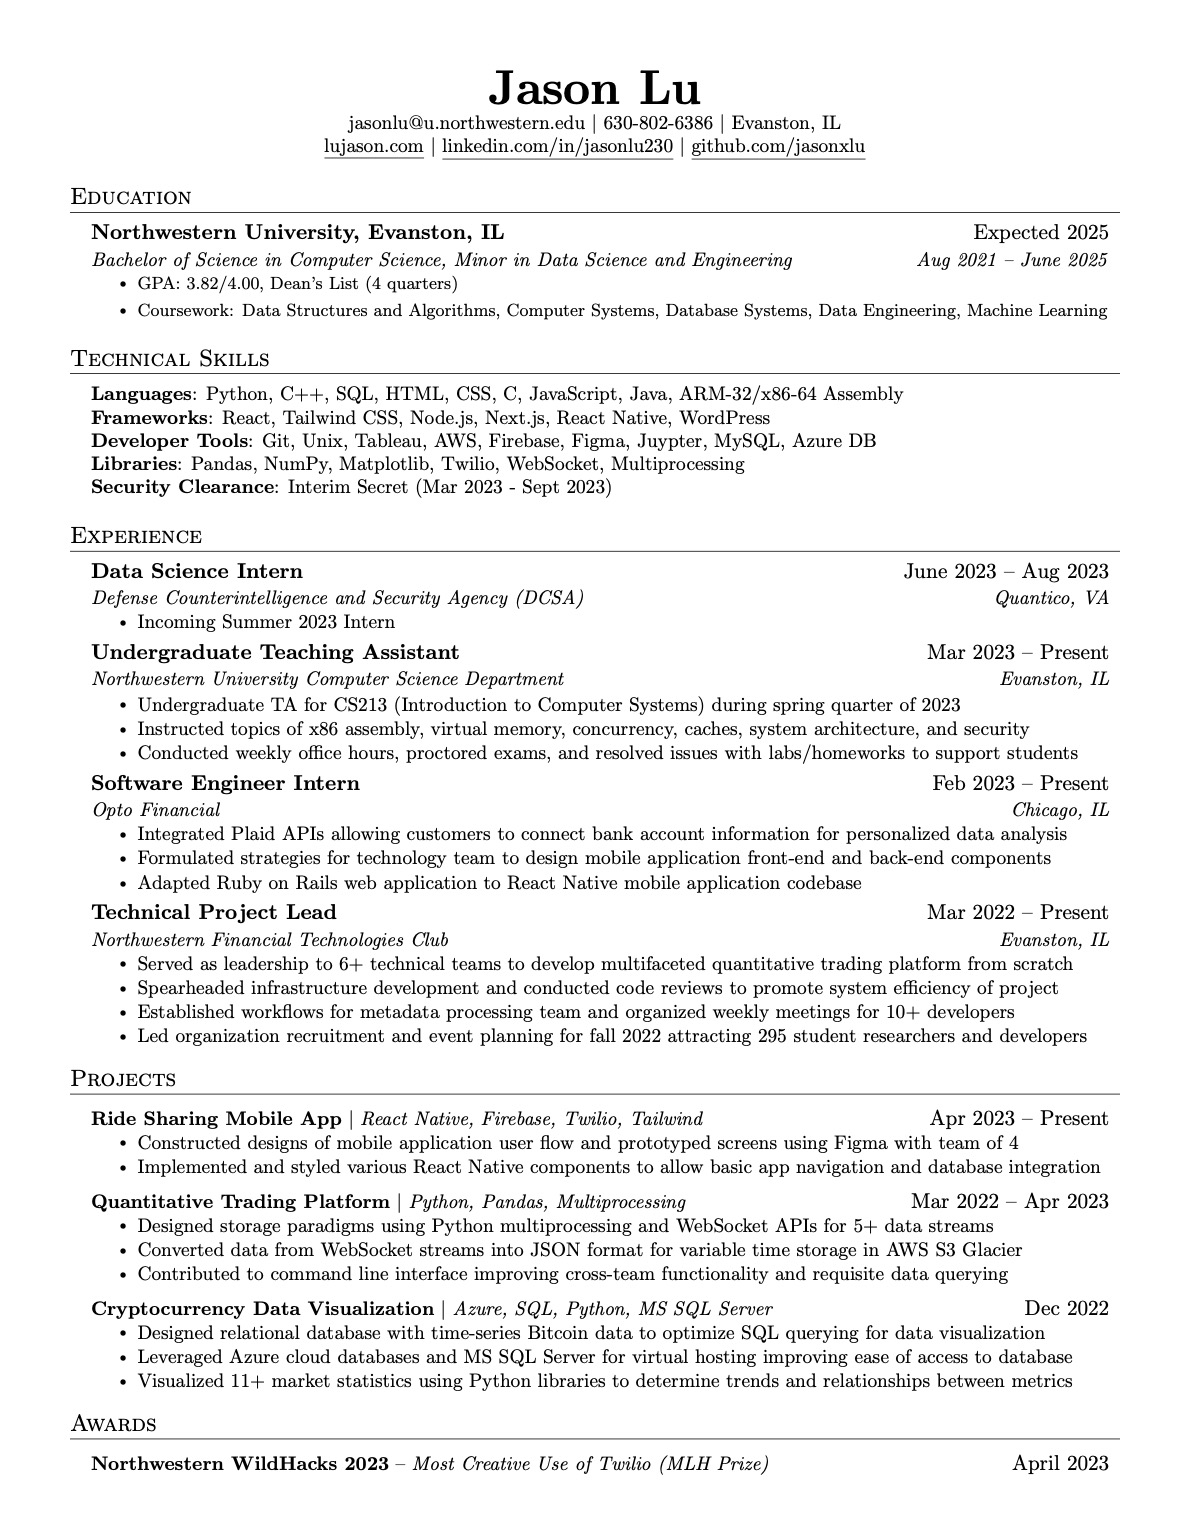 Jason Lu
jasonlu@u.northwestern.edu | 630-802-6386 | Evanston, IL
lujason.com | linkedin.com/in/jasonlu230 | github.com/jasonxlu
Education
Northwestern University, Evanston, IL Expected 2025
Bachelor of Science in Computer Science, Minor in Data Science and Engineering Aug 2021 – June 2025
• GPA: 3.82/4.00, Dean's List (4 quarters)
• Coursework: Data Structures and Algorithms, Computer Systems, Database Systems, Data Engineering, Machine Learning
Technical Skills
Languages: Python, C++, SQL, HTML, CSS, C, JavaScript, Java, ARM-32/x86-64 Assembly
Frameworks: React, Tailwind CSS, Node.js, Next.js, React Native, WordPress
Developer Tools: Git, Unix, Tableau, AWS, Firebase, Figma, Juypter, MySQL, Azure DB
Libraries: Pandas, NumPy, Matplotlib, Twilio, WebSocket, Multiprocessing
Security Clearance: Interim Secret (Mar 2023 - Sept 2023)
Experience
Data Science Intern June 2023 – Aug 2023
Defense Counterintelligence and Security Agency (DCSA) Quantico, VA
• Incoming Summer 2023 Intern
Undergraduate Teaching Assistant Mar 2023 – Present
Northwestern University Computer Science Department Evanston, IL
• Undergraduate TA for CS213 (Introduction to Computer Systems) during spring quarter of 2023
• Instructed topics of x86 assembly, virtual memory, concurrency, caches, system architecture, and security
• Conducted weekly office hours, proctored exams, and resolved issues with labs/homeworks to support students
Software Engineer Intern Feb 2023 – Present
Opto Financial Chicago, IL
• Integrated Plaid APIs allowing customers to connect bank account information for personalized data analysis
• Formulated strategies for technology team to design mobile application front-end and back-end components
• Adapted Ruby on Rails web application to React Native mobile application codebase
Technical Project Lead Mar 2022 – Present
Northwestern Financial Technologies Club Evanston, IL
• Served as leadership to 6+ technical teams to develop multifaceted quantitative trading platform from scratch
• Spearheaded infrastructure development and conducted code reviews to promote system efficiency of project
• Established workflows for metadata processing team and organized weekly meetings for 10+ developers
• Led organization recruitment and event planning for fall 2022 attracting 295 student researchers and developers
Projects
Ride Sharing Mobile App | React Native, Firebase, Twilio, Tailwind Apr 2023 – Present
• Constructed designs of mobile application user flow and prototyped screens using Figma with team of 4
• Implemented and styled various React Native components to allow basic app navigation and database integration
Quantitative Trading Platform | Python, Pandas, Multiprocessing Mar 2022 – Apr 2023
• Designed storage paradigms using Python multiprocessing and WebSocket APIs for 5+ data streams
• Converted data from WebSocket streams into JSON format for variable time storage in AWS S3 Glacier
• Contributed to command line interface improving cross-team functionality and requisite data querying
Cryptocurrency Data Visualization | Azure, SQL, Python, MS SQL Server Dec 2022
• Designed relational database with time-series Bitcoin data to optimize SQL querying for data visualization
• Leveraged Azure cloud databases and MS SQL Server for virtual hosting improving ease of access to database
• Visualized 11+ market statistics using Python libraries to determine trends and relationships between metrics
Awards
Northwestern WildHacks 2023 – Most Creative Use of Twilio (MLH Prize) April 2023